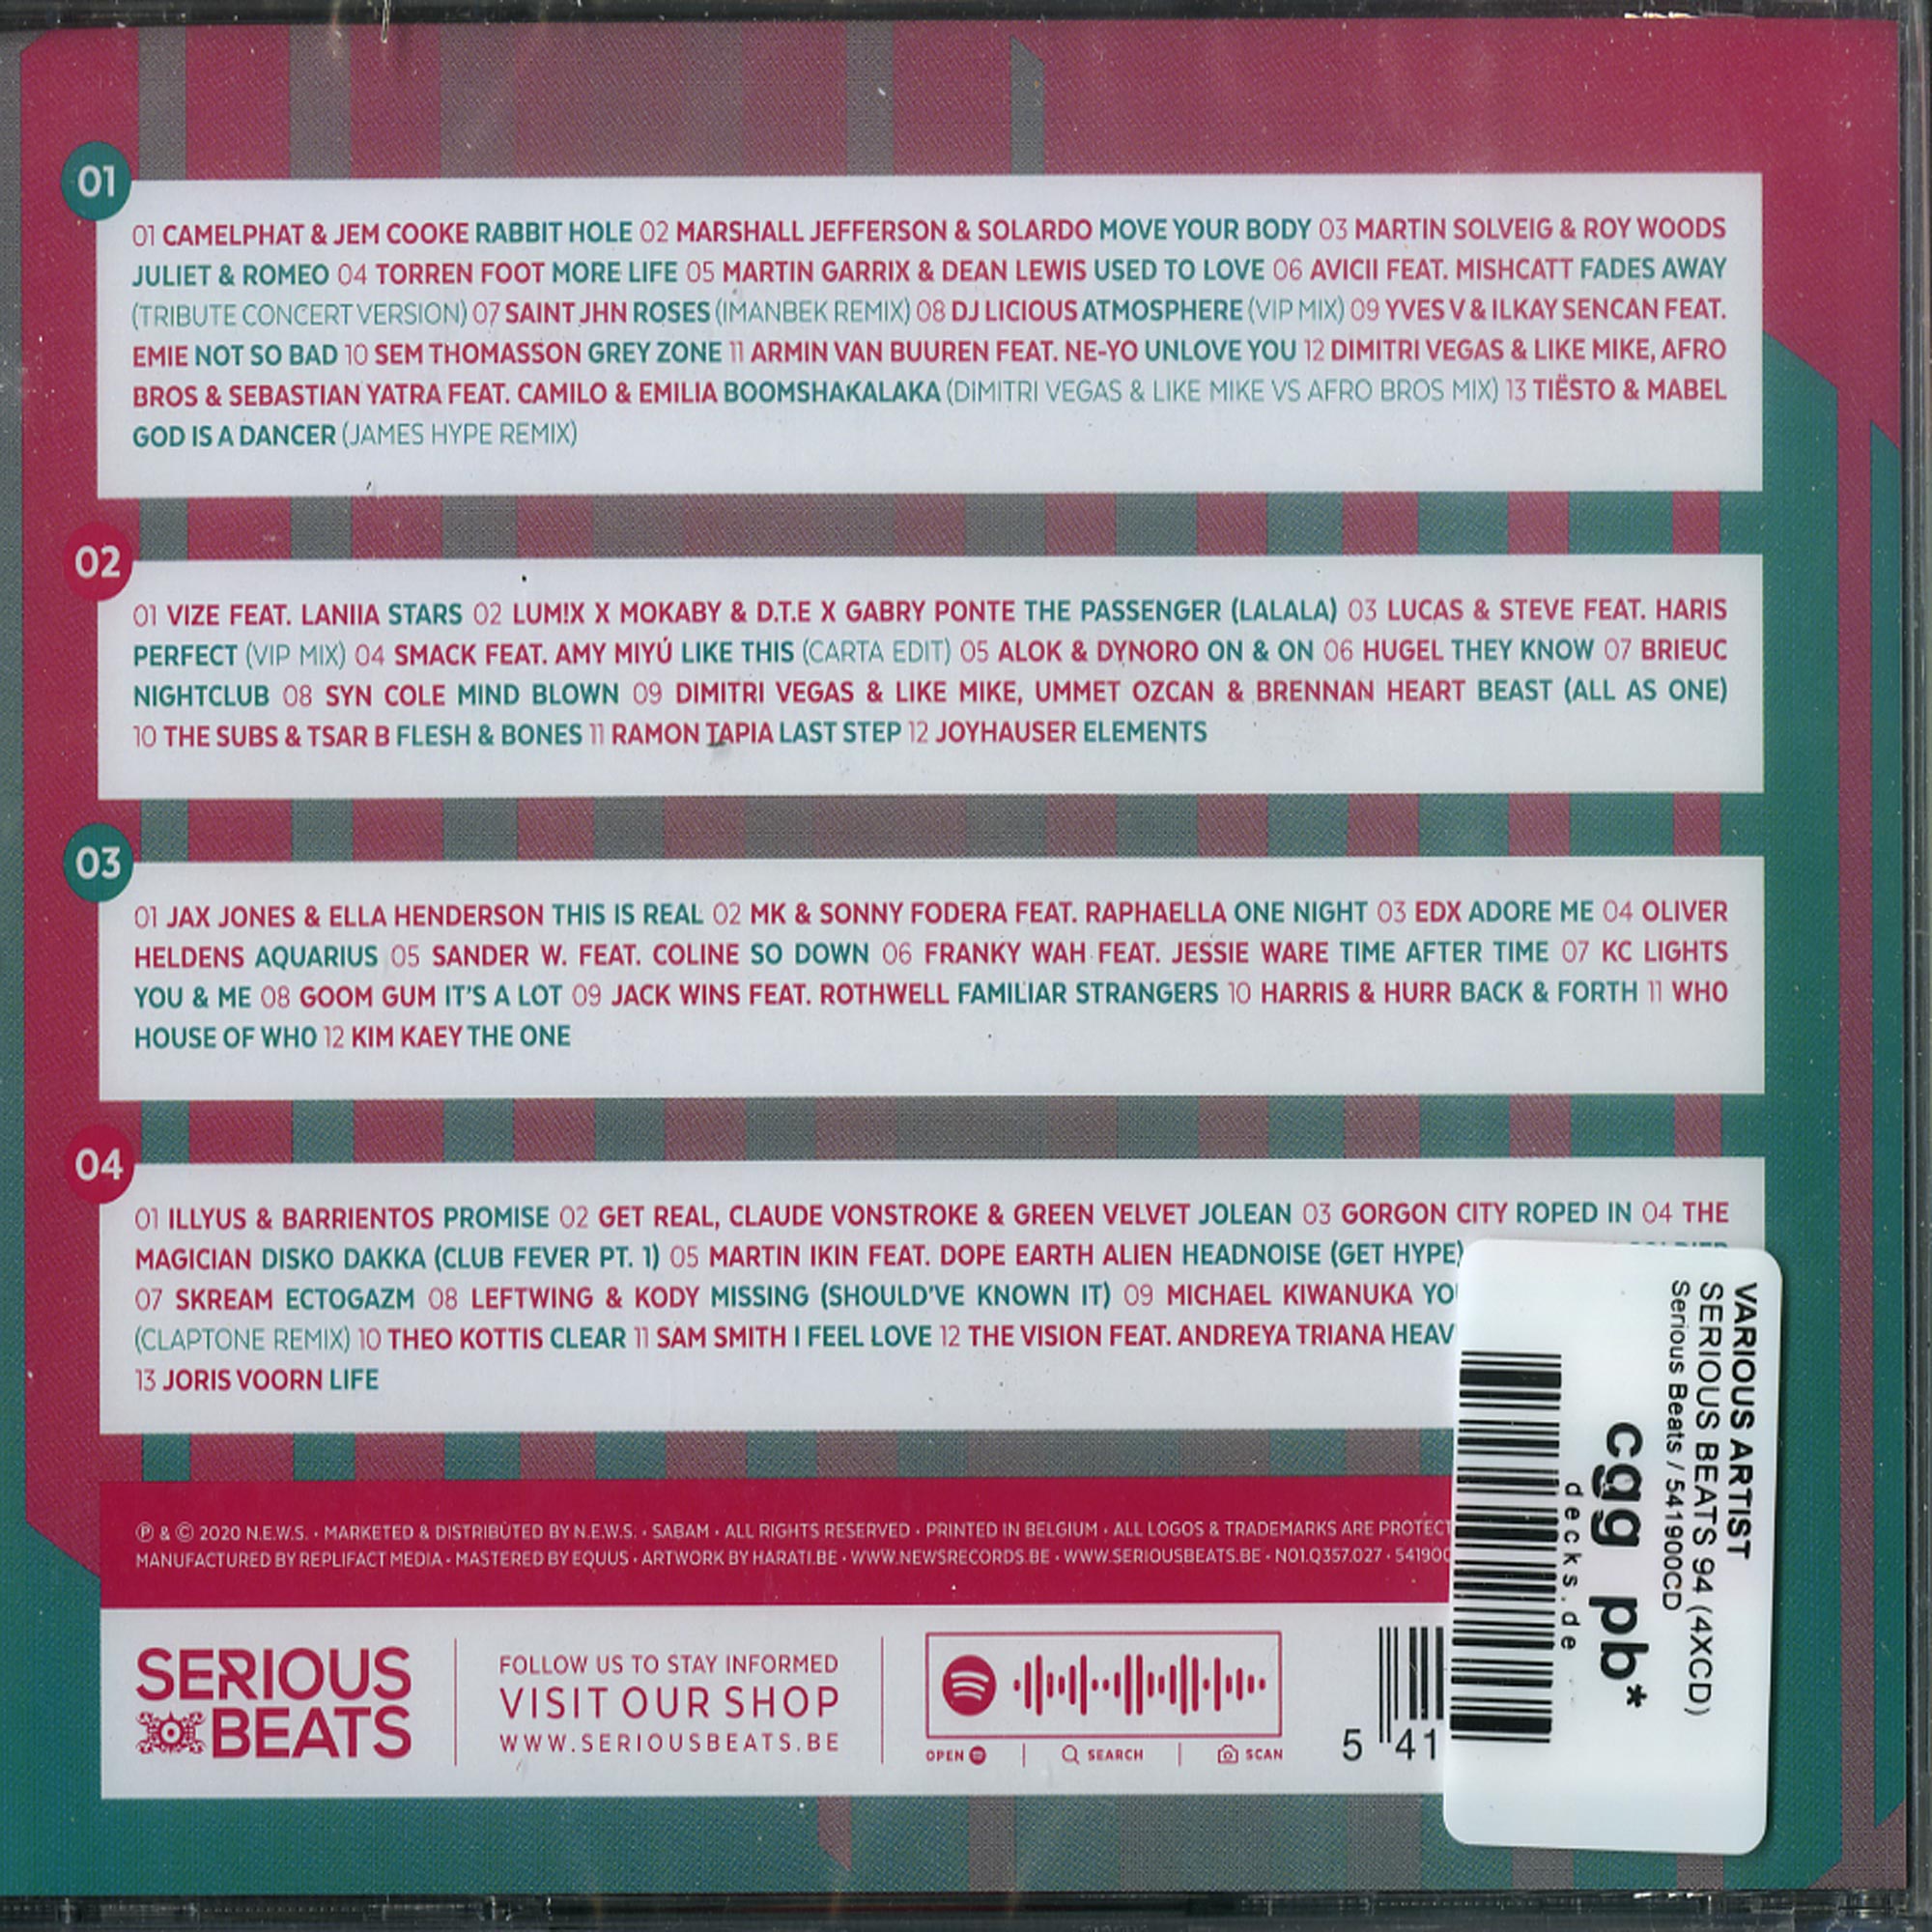 01
01 CAMELPHAT & JEM COOKE RABBIT HOLE 02 MARSHALL JEFFERSON & SOLARDO MOVE YOUR BODY 03 MARTIN SOLVEIG & ROY WOODS
JULIET & ROMEO 04 TORREN FOOT MORE LIFE 05 MARTIN GARRIX & DEAN LEWIS USED TO LOVE 06 AVICII FEAT. MISHCATT FADES AWAY
(TRIBUTE CONCERT VERSION) 07 SAINT JHN ROSES (IMANBEK REMIX) 08 DJ LICIOUS ATMOSPHERE (VIP MIX) 09 YVES V & ILKAY SENCAN FEAT.
EMIE NOT SO BAD 10 SEM THOMASSON GREY ZONE 11 ARMIN VAN BUUREN FEAT. NE-YO UNLOVE YOU 12 DIMITRI VEGAS & LIKE MIKE, AFRO
BROS & SEBASTIAN YATRA FEAT. CAMILO & EMILIA BOOMSHAKALAKA (DiMITRI VEGAS & LIKE MIKE VS AFRO BROS MIX) 13 TIËSTO & MABEL
GOD IS A DANCER (JAMES HYPE REMIX)
02
01 VIZE FEAT. LANIIA STARS 02 LUM!X X MOKABY & D.T.E X GABRY PONTE THE PASSENGER (LALALA) 03 LUCAS & STEVE FEAT. HARIS
PERFECT (VIP MIX) 04 SMACK FEAT. AMY MIYÚ LIKE THIS (CARTA EDIT) 05 ALOK & DYNORO ON & ON 06 HUGEL THEY KNOW 07 BRIEUC
NIGHTCLUB 08 SYN COLE MIND BLOWN 09 DIMITRI VEGAS & LIKE MIKE, UMMET OZCAN & BRENNAN HEART BEAST (ALL AS ONE)
10 THE SUBS & TSAR B FLESH & BONES 11 RAMON TAPIA LAST STEP 12 JOYHAUSER ELEMENTS
03
01 JAX JONES & ELLA HENDERSON THIS IS REAL 02 MK & SONNY FODERA FEAT. RAPHAELLA ONE NIGHT 03 EDX ADORE ME 04 OLIVER
HELDENS AQUARIUS 05 SANDER W. FEAT. COLINE SO DOWN 06 FRANKY WAH FEAT. JESSIE WARE TIME AFTER TIME 07 KC LIGHTS
YOU & ME 08 GOOM GUM IT'S A LOT 09 JACK WINS FEAT. ROTHWELL FAMILIAR STRANGERS 10 HARRIS & HURR BACK & FORTH 11 WHO
HOUSE OF WHO 12 KIM KAEY THE ONE
04
01 ILLYUS & BARRIENTOS PROMISE 02 GET REAL, CLAUDE VONSTROKE & GREEN VELVET JOLEAN 03 GORGON CITY ROPED IN 04 THE
MAGICIAN DISKO DAKKA (CLUB FEVER PT. 1) 05 MARTIN IKIN FEAT. DOPE EARTH ALIEN HEADNOISE (GET HYPE)
07 SKREAM ECTOGAZM 08 LEFTWING & KODY MISSING (SHOULD'VE KNOWN IT) 09 MICHAEL KIWANUKA YO
(CLAPTONE REMIX) 10 THEO KOTTIS CLEAR 11 SAM SMITH I FEEL LOVE 12 THE VISION FEAT. ANDREYA TRIANA HEAV
13 JORIS VOORN LIFE
℗ & © 2020 N.E.W.S. • MARKETED & DISTRIBUTED BY N.E.W.S. • SABAM • ALL RIGHTS RESERVED • PRINTED IN BELGIUM • ALL LOGOS & TRADEMARKS ARE PROTECT
MANUFACTURED BY REPLIFACT MEDIA • MASTERED BY EQUUS • ARTWORK BY HARATI.BE • WWW.NEWSRECORDS.BE • WWW.SERIOUSBEATS.BE • N01.Q357.027 • 54190
SERIOUS
BEATS
FOLLOW US TO STAY INFORMED
VISIT OUR SHOP
WWW.SERIOUSBEATS.BE
OPEN
SEARCH
SCAN
5 41
VARIOUS ARTIST
SERIOUS BEATS 94 (4XCD)
Serious Beats / 541900CD
cgg pb*
decks.de